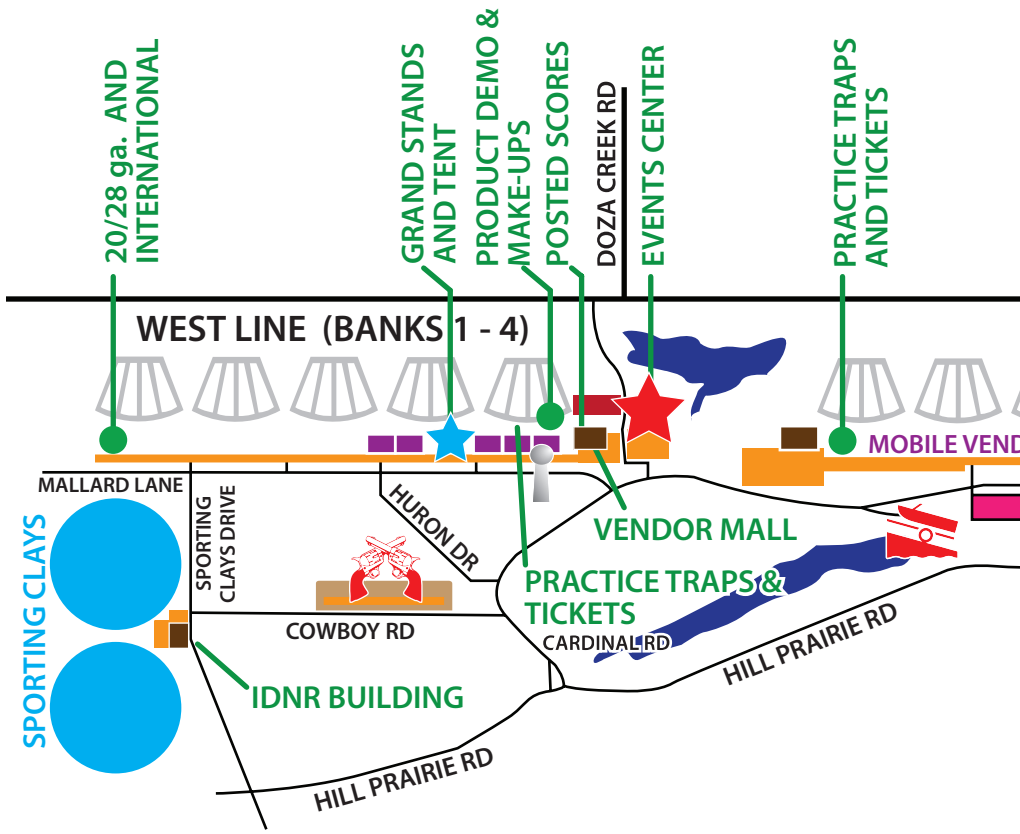 20/28 ga. AND
INTERNATIONAL
GRAND STANDS
AND TENT
PRODUCT DEMO &
MAKE-UPS
POSTED SCORES
DOZA CREEK RD
EVENTS CENTER
PRACTICE TRAPS
AND TICKETS
WEST LINE (BANKS 1 - 4)
MOBILE VEND
MALLARD LANE
SPORTING CLAYS
SPORTING
CLAYS DRIVE
HURON DR
VENDOR MALL
PRACTICE TRAPS &
TICKETS
COWBOY RD
CARDINAL RD
HILL PRAIRIE RD
IDNR BUILDING
HILL PRAIRIE RD